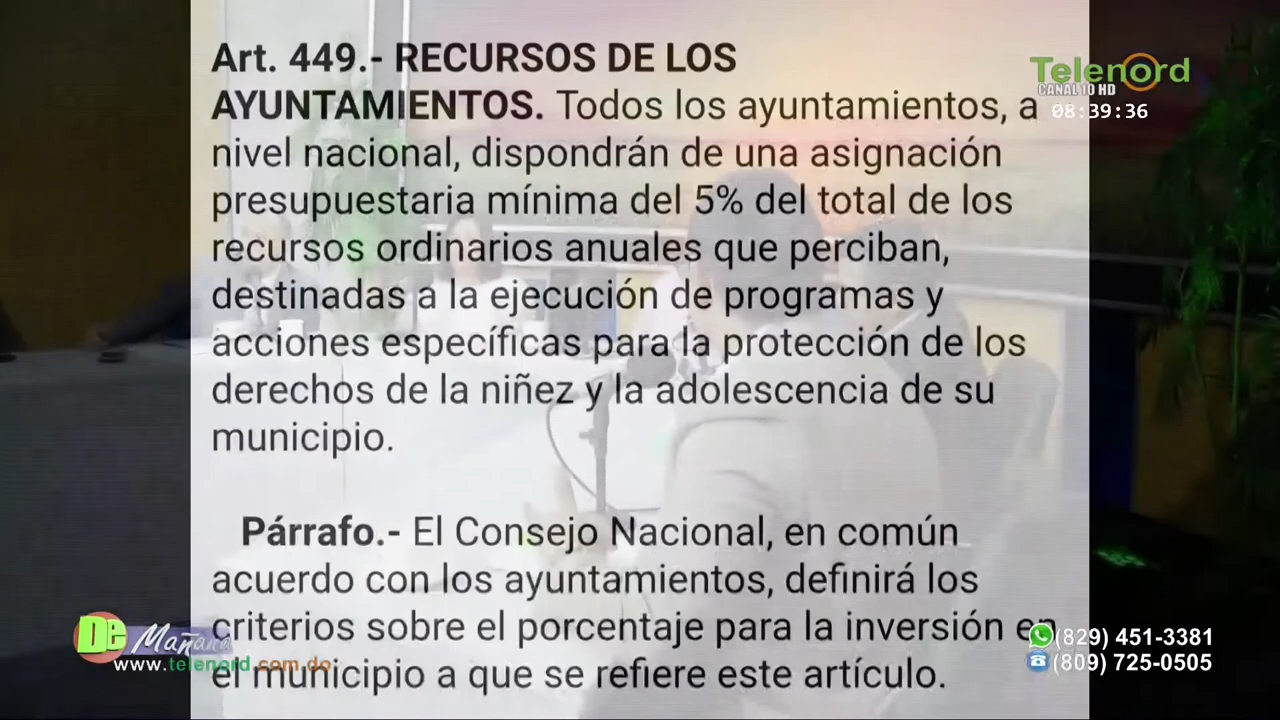 Art. 449.- RECURSOS DE LOS
AYUNTAMIENTOS. Todos los ayuntamientos, a
nivel nacional, dispondrán de una asignación
presupuestaria mínima del 5% del total de los
recursos ordinarios anuales que perciban,
destinadas a la ejecución de programas y
acciones específicas para la protección de los
derechos de la niñez y la adolescencia de su
municipio.
Párrafo.- El Consejo Nacional, en común
acuerdo con los ayuntamientos, definirá los
criterios sobre el porcentaje para la inversión en
el municipio a que se refiere este artículo.
Telenord
CANAL 10 HD
08:39:36
De Mañana
www.telenord.com.do
(829) 451-3381
(809) 725-0505